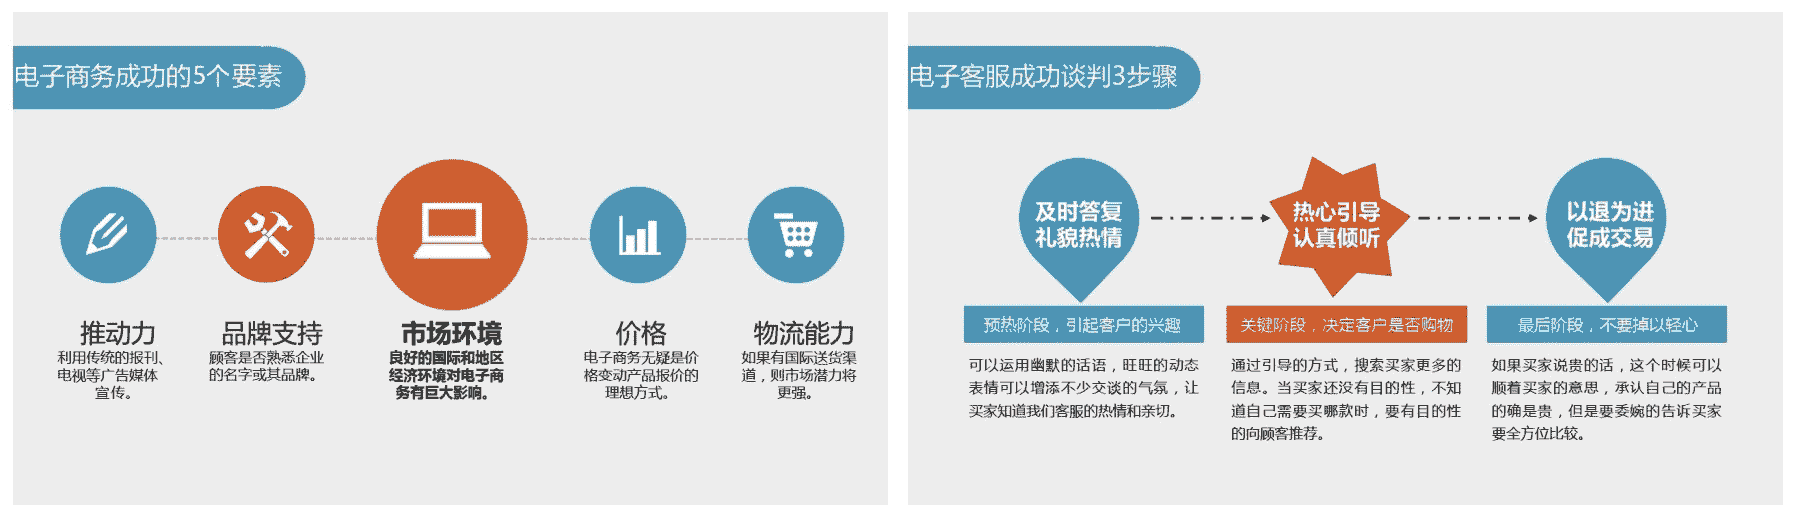 电子商务成功的5个要素
推动力
利用传统的报刊、
电视等广告媒体
宣传。
品牌支持
顾客是否熟悉企业
的名字或其品牌。
市场环境
良好的国际和地区
经济环境对电子商
务有巨大影响。
价格
电子商务无疑是价
格变动产品报价的
理想方式。
物流能力
如果有国际送货渠
道，则市场潜力将
更强。
电子客服成功谈判3步骤
及时答复
礼貌热情
预热阶段，引起客户的兴趣
可以运用幽默的话语，旺旺的动态
表情可以增添不少交谈的气氛，让
买家知道我们客服的热情和亲切。
热心引导
认真倾听
关键阶段，决定客户是否购物
通过引导的方式，搜索买家更多的
信息。当买家还没有目的性，不知
道自己需要买哪款时，要有目的性
的向顾客推荐。
以退为进
促成交易
最后阶段，不要掉以轻心
如果买家说贵的话，这个时候可以
顺着买家的意思，承认自己的产品
的确是贵，但是要委婉的告诉买家
要全方位比较。